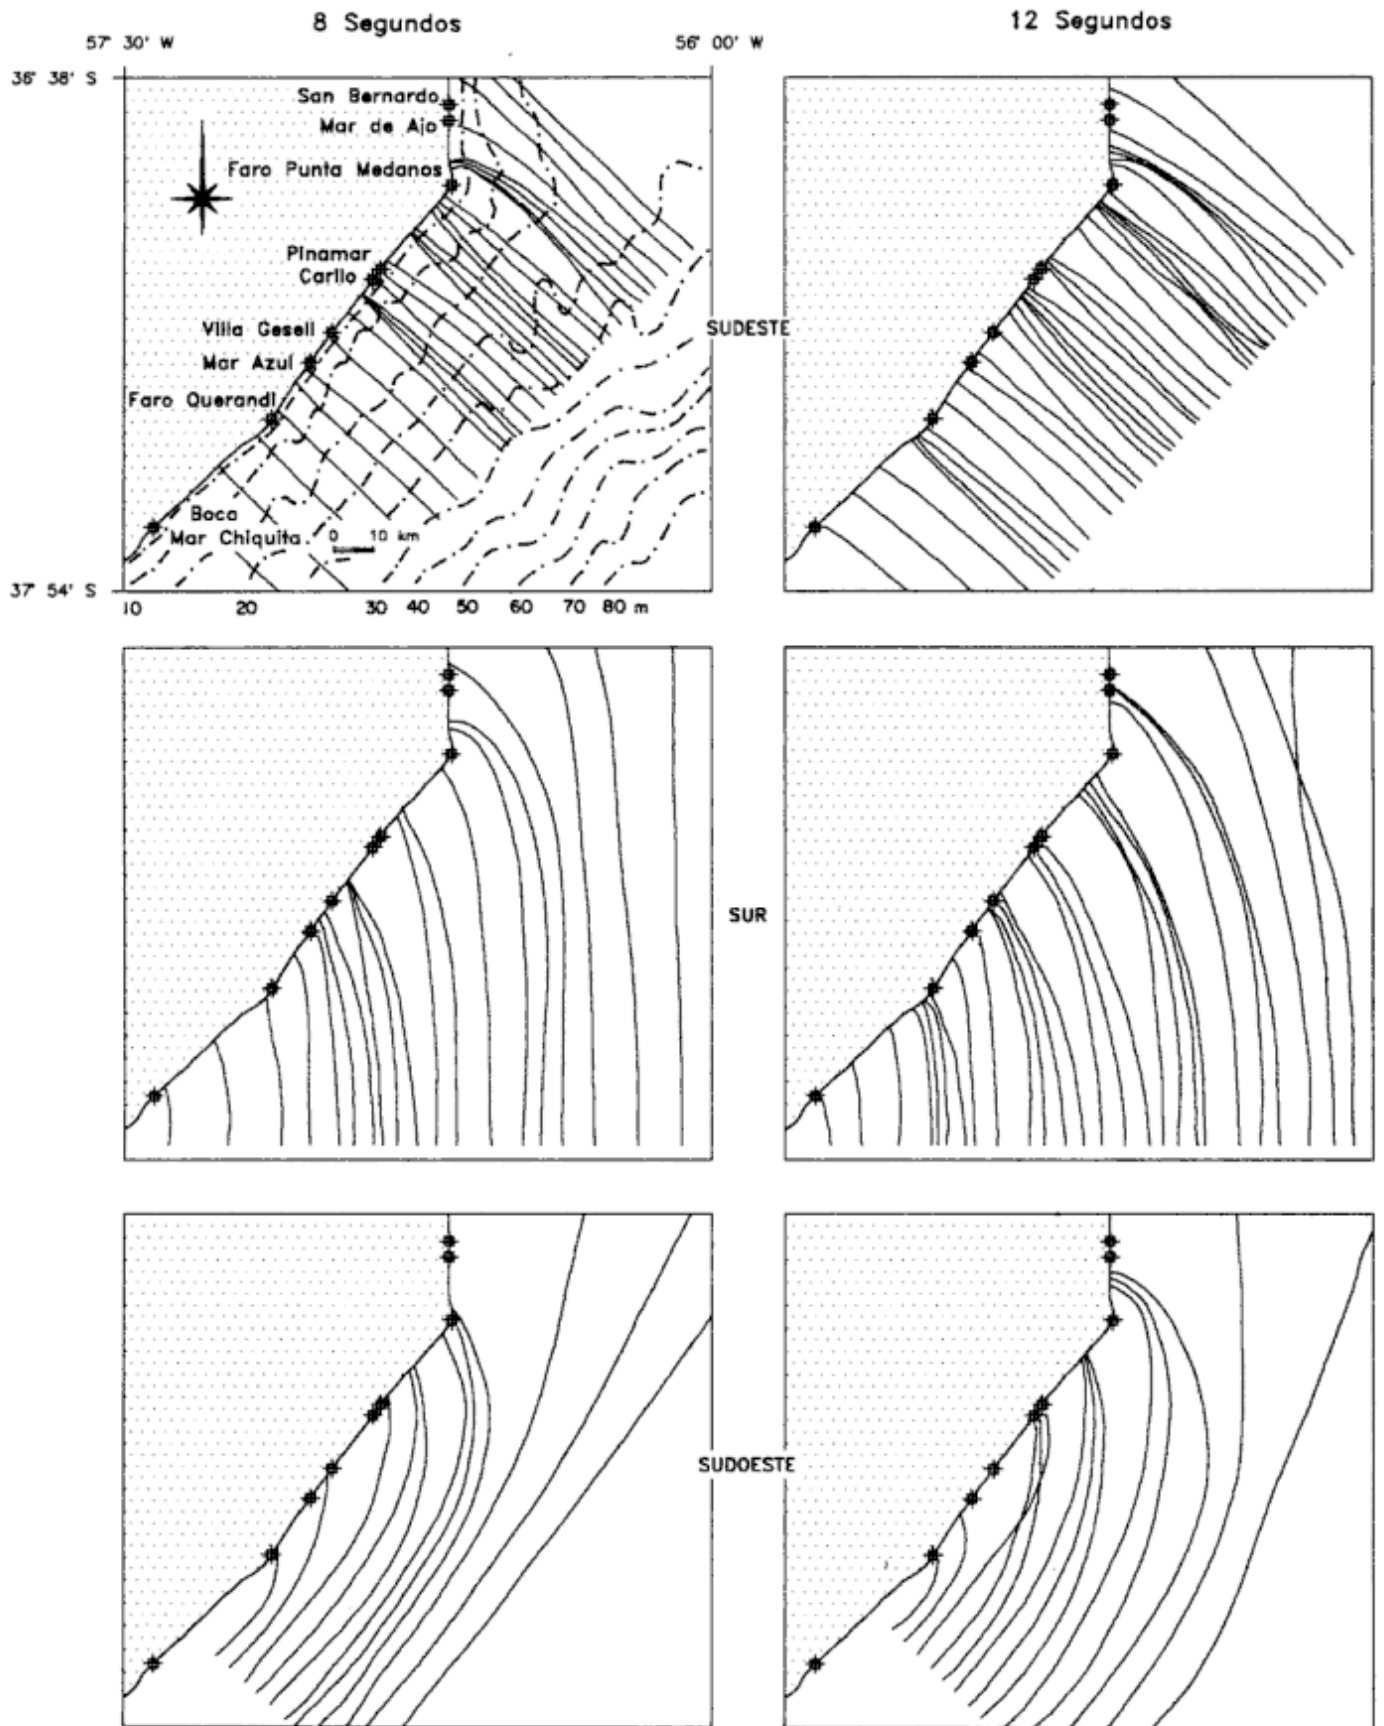 8 Segundos
12 Segundos
57° 30' W
56° 00' W
36° 38' S
San Bernardo
Mar de Ajo
Faro Punta Medanos
Pinamar
Carilo
Villa Gesell
Mar Azul
Faro Querandi
Boca
Mar Chiquita
0 10 km
37° 54' S
10 20 30 40 50 60 70 80 m
SUDESTE
SUR
SUDOESTE